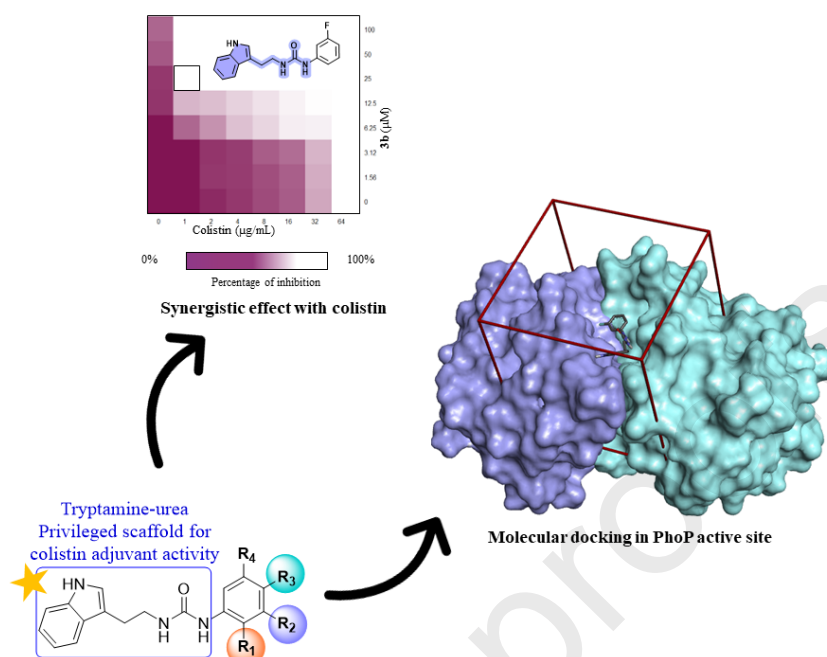 F
HN
O
N
H
N
H
100
50
25
12.5
6.25
3.12
1.56
0
3b (μM)
0 1 2 4 8 16 32 64
Colistin (μg/mL)
0% 100%
Percentage of inhibition
Synergistic effect with colistin
Molecular docking in PhoP active site
Tryptamine-urea
Privileged scaffold for
colistin adjuvant activity
R4
HN
O
R3
N
H
N
H
R2
R1